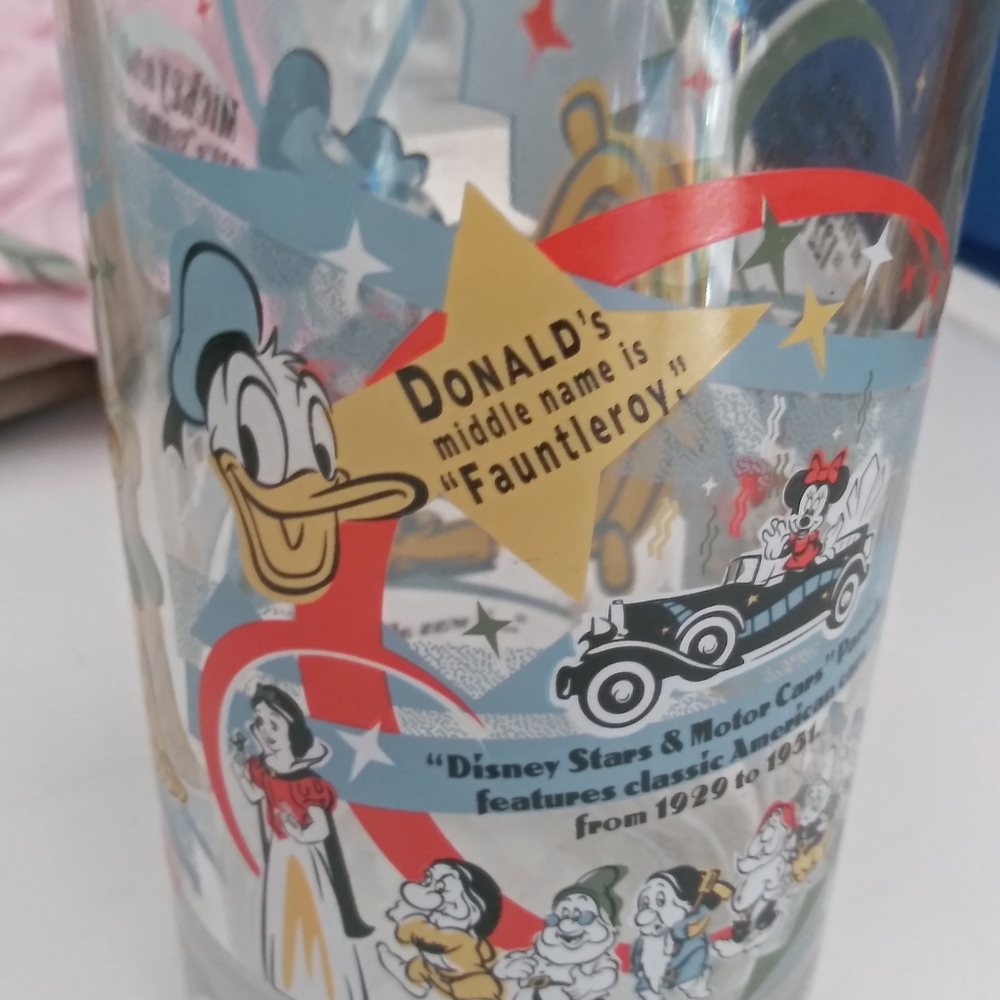 DONALD's
middle name is
"Fauntleroy."
"Disney Stars & Motor Cars"
features classic American
from 1929 to 1951.